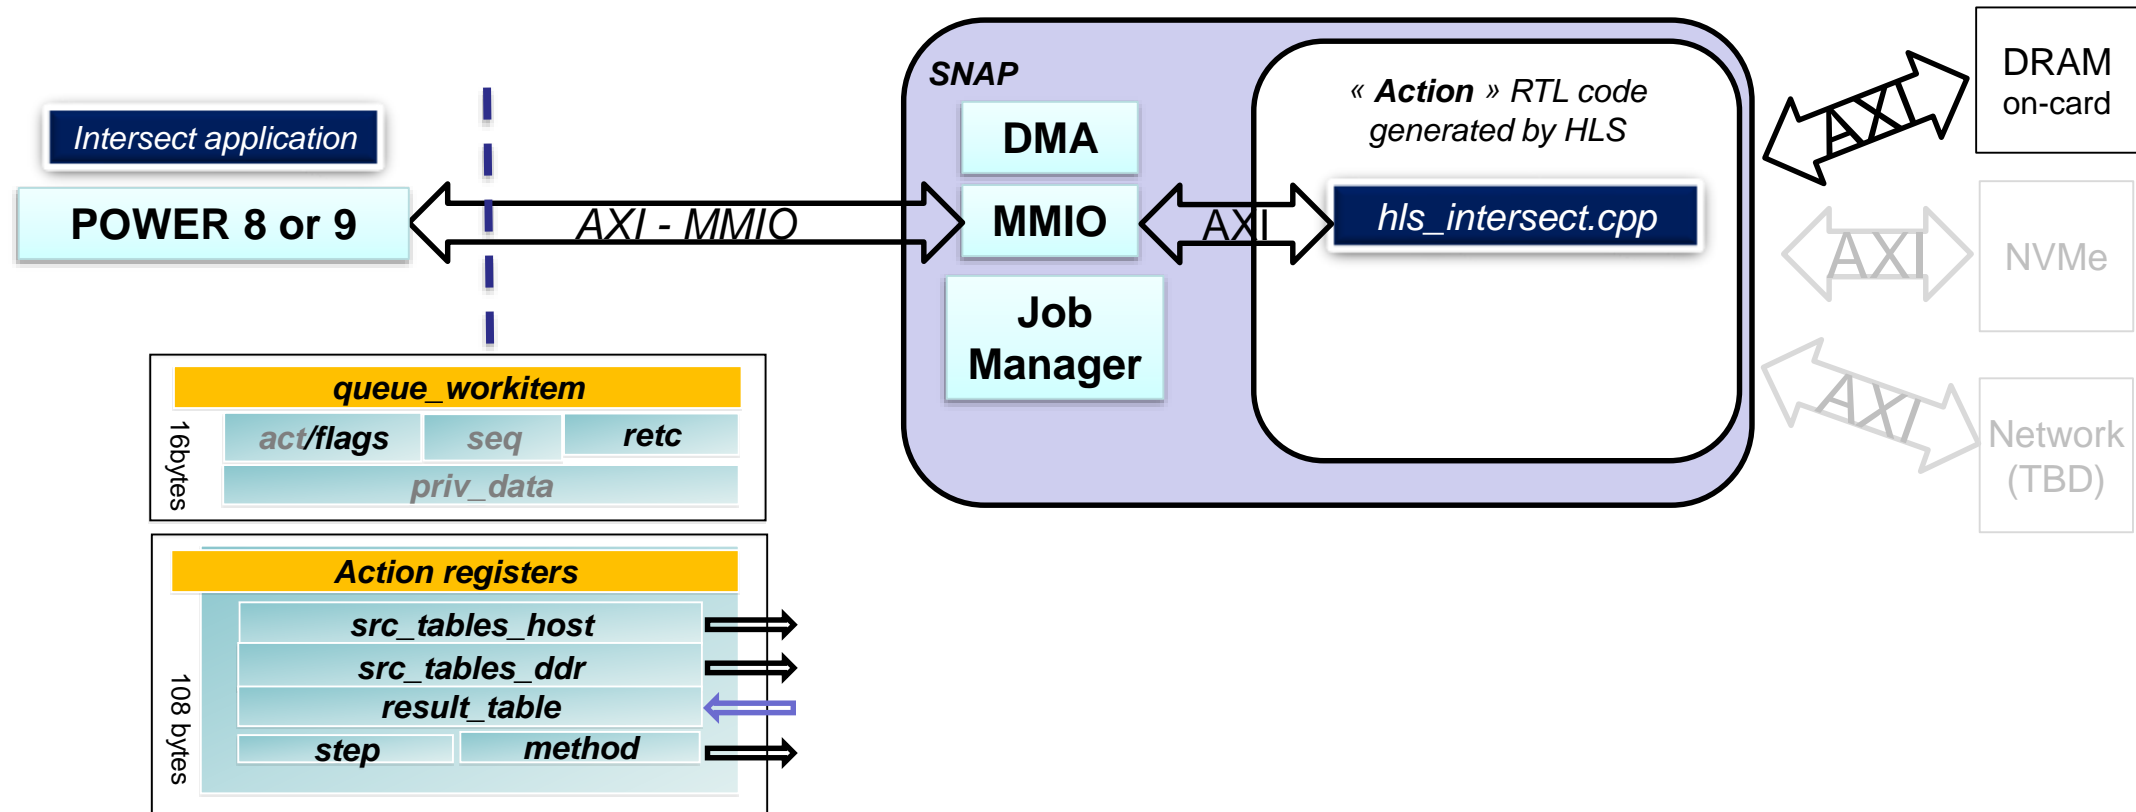 Intersect application
POWER 8 or 9
AXI - MMIO
SNAP
DMA
MMIO
Job
Manager
AXI
« Action » RTL code
generated by HLS
hls_intersect.cpp
AXI
DRAM
on-card
AXI
NVMe
AXI
Network
(TBD)
queue_workitem
16bytes
act/flags
seq
retc
priv_data
Action registers
108 bytes
src_tables_host
src_tables_ddr
result_table
step
method